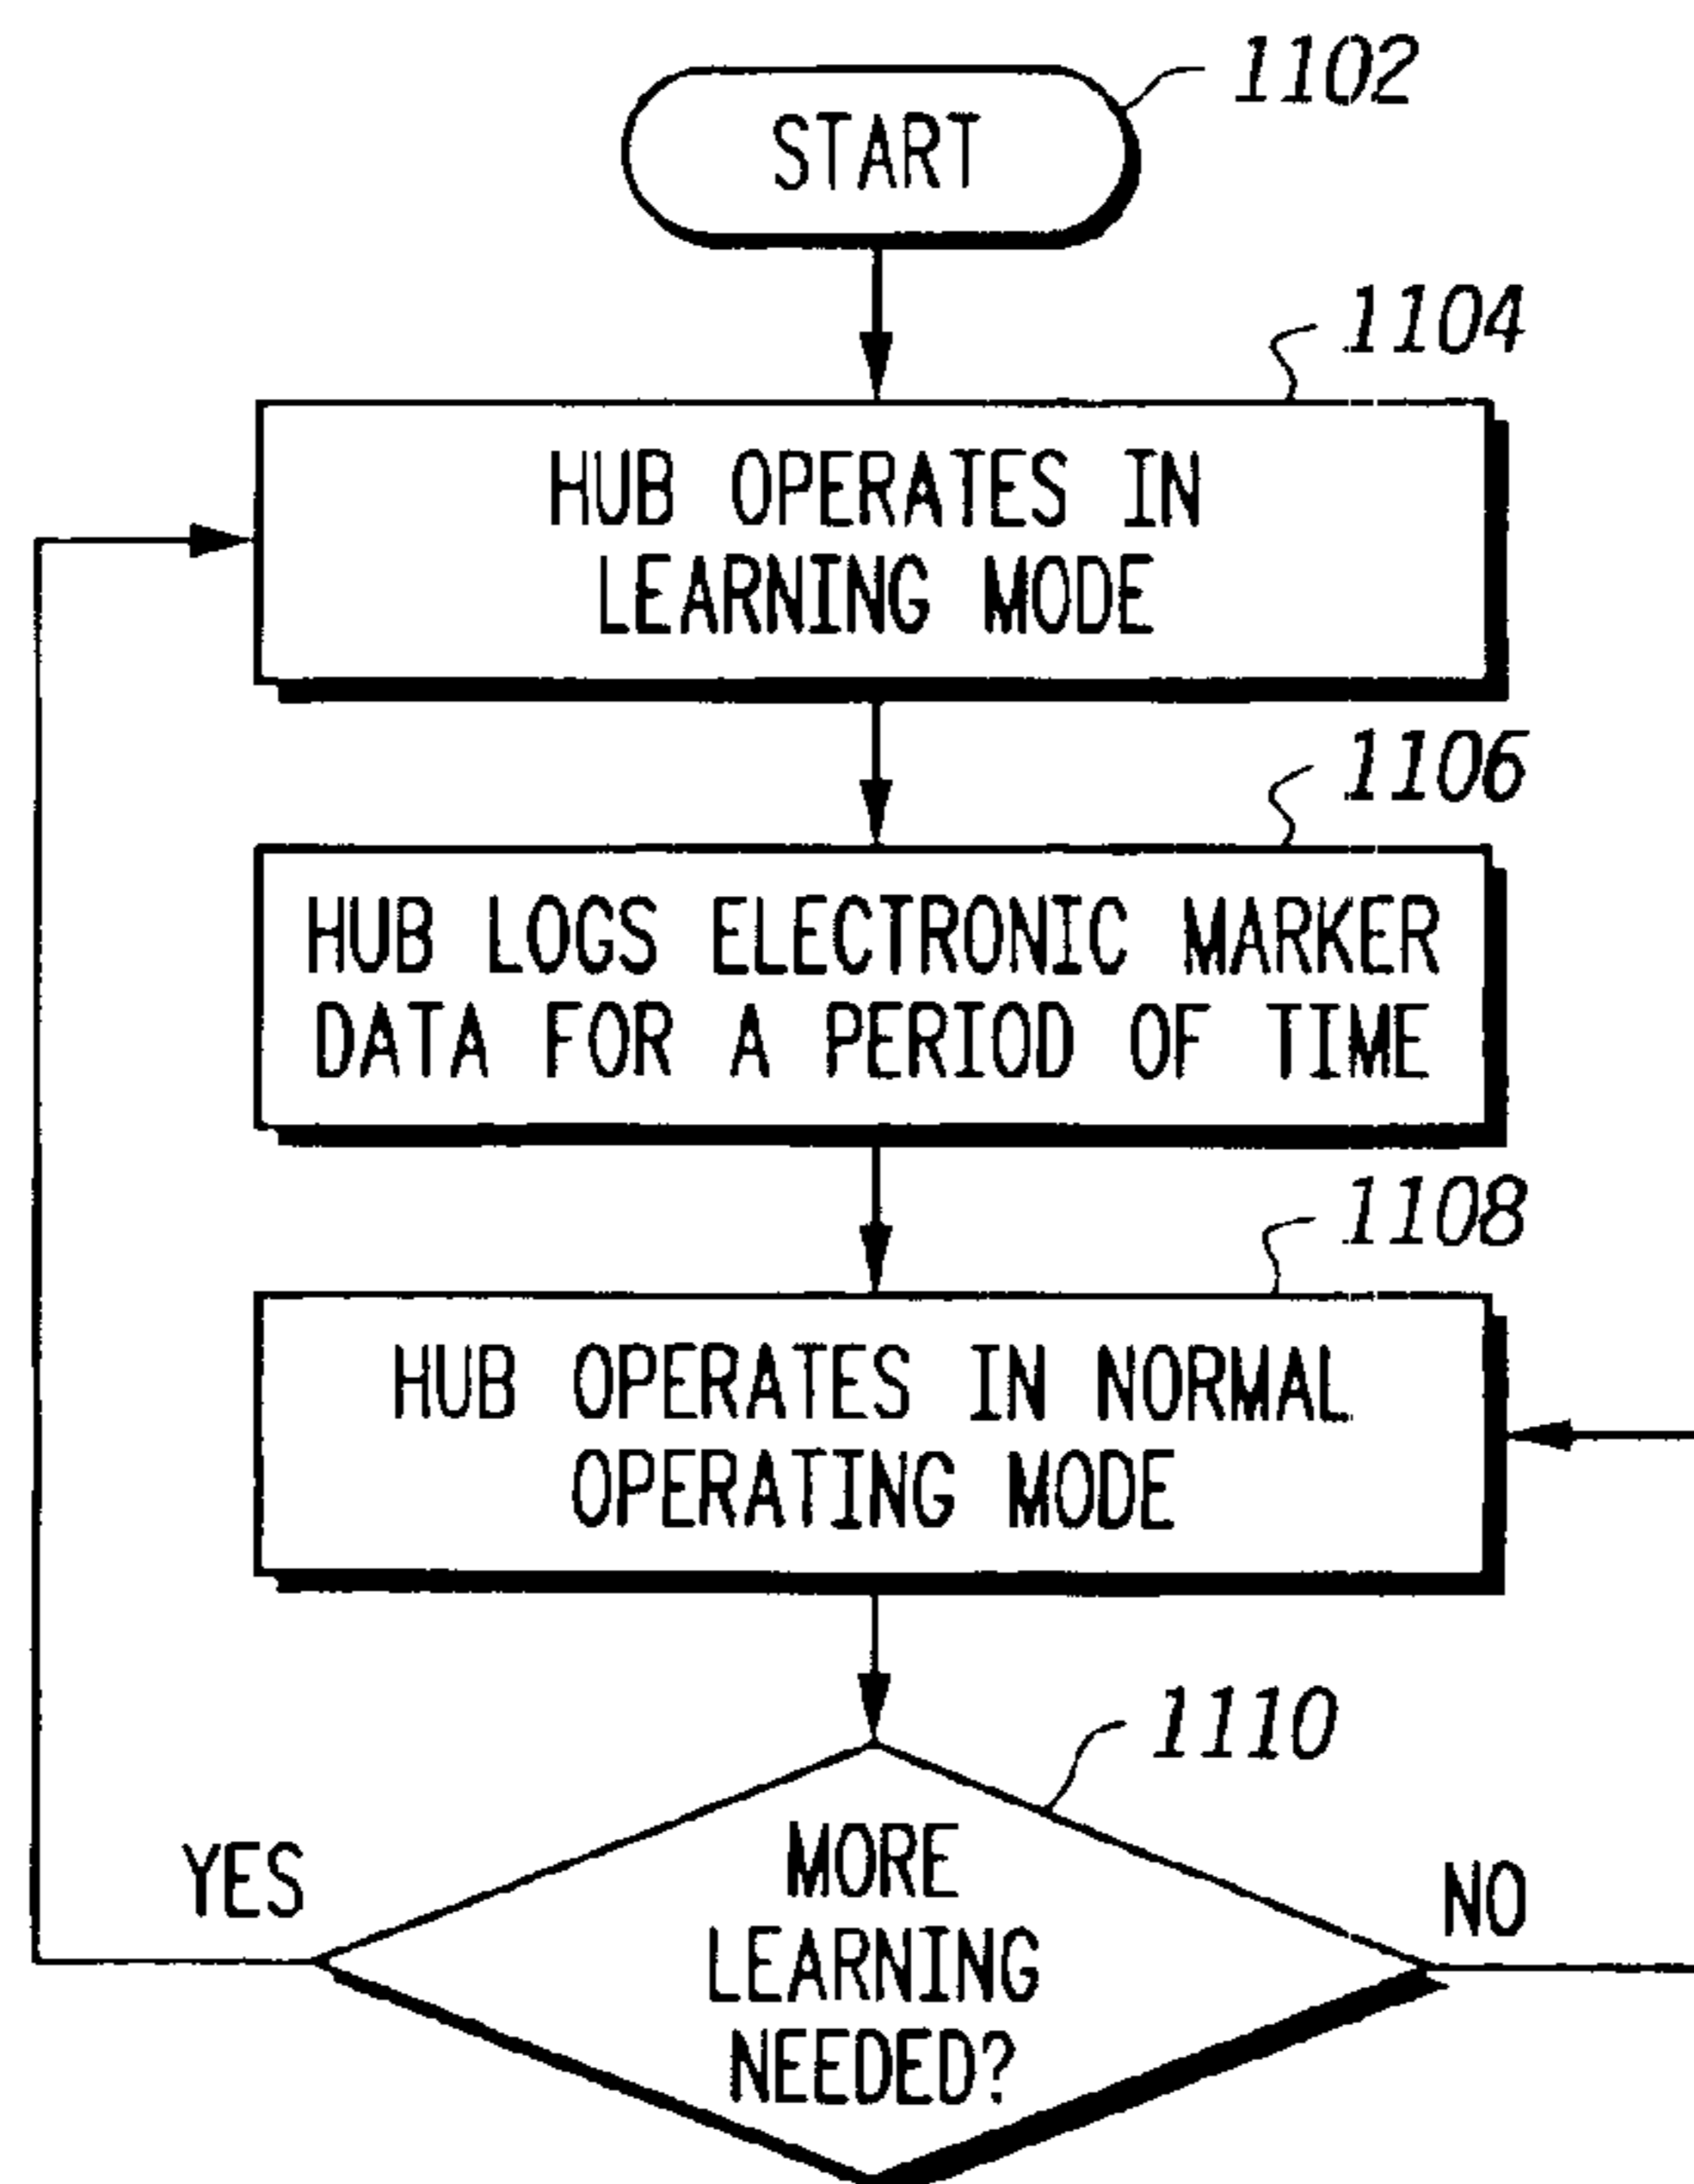 1102
START
1104
HUB OPERATES IN
LEARNING MODE
1106
HUB LOGS ELECTRONIC MARKER
DATA FOR A PERIOD OF TIME
1108
HUB OPERATES IN NORMAL
OPERATING MODE
1110
YES
MORE
LEARNING
NEEDED?
NO